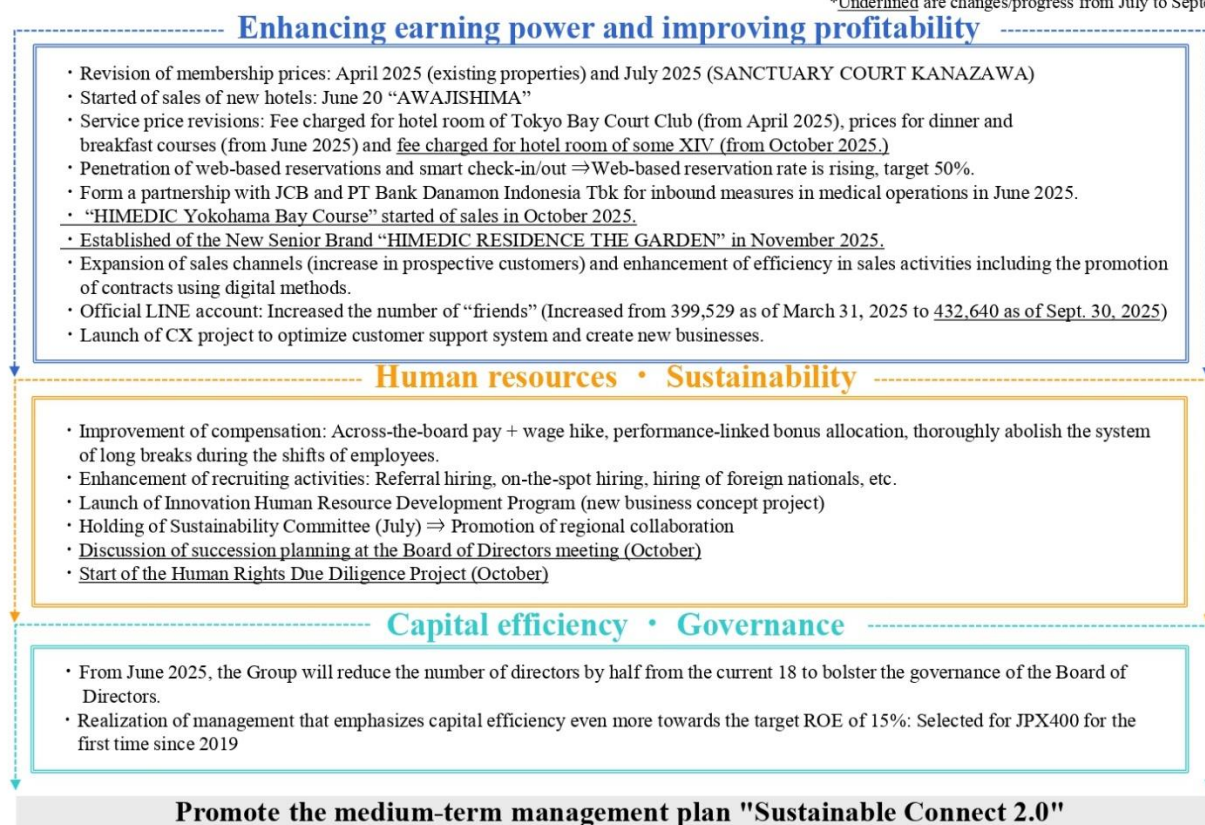 *Underlined are changes/progress from July to Sept
Enhancing earning power and improving profitability
・Revision of membership prices: April 2025 (existing properties) and July 2025 (SANCTUARY COURT KANAZAWA)
・Started of sales of new hotels: June 20 “AWAJISHIMA”
・Service price revisions: Fee charged for hotel room of Tokyo Bay Court Club (from April 2025), prices for dinner and
breakfast courses (from June 2025) and fee charged for hotel room of some XIV (from October 2025.)
・Penetration of web-based reservations and smart check-in/out ⇒Web-based reservation rate is rising, target 50%.
・Form a partnership with JCB and PT Bank Danamon Indonesia Tbk for inbound measures in medical operations in June 2025.
・ “HIMEDIC Yokohama Bay Course” started of sales in October 2025.
・Established of the New Senior Brand “HIMEDIC RESIDENCE THE GARDEN” in November 2025.
・Expansion of sales channels (increase in prospective customers) and enhancement of efficiency in sales activities including the promotion
of contracts using digital methods.
・Official LINE account: Increased the number of “friends” (Increased from 399,529 as of March 31, 2025 to 432,640 as of Sept. 30, 2025)
・Launch of CX project to optimize customer support system and create new businesses.
Human resources ・ Sustainability
・Improvement of compensation: Across-the-board pay + wage hike, performance-linked bonus allocation, thoroughly abolish the system
of long breaks during the shifts of employees.
・Enhancement of recruiting activities: Referral hiring, on-the-spot hiring, hiring of foreign nationals, etc.
・Launch of Innovation Human Resource Development Program (new business concept project)
・Holding of Sustainability Committee (July) ⇒ Promotion of regional collaboration
・Discussion of succession planning at the Board of Directors meeting (October)
・Start of the Human Rights Due Diligence Project (October)
Capital efficiency ・ Governance
・From June 2025, the Group will reduce the number of directors by half from the current 18 to bolster the governance of the Board of
Directors.
・Realization of management that emphasizes capital efficiency even more towards the target ROE of 15%: Selected for JPX400 for the
first time since 2019
Promote the medium-term management plan "Sustainable Connect 2.0"